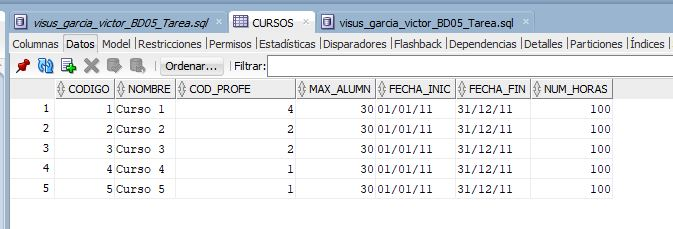 visus_garcia_victor_BD05_Tarea.sql CURSOS visus_garcia_victor_BD05_Tarea.sql
Columnas Datos Model Restricciones Permisos Estadísticas Disparadores Flashback Dependencias Detalles Particiones Índices
Ordenar... Filtrar:
CODIGO NOMBRE COD_PROFE MAX_ALUMN FECHA_INIC FECHA_FIN NUM_HORAS
1 1 Curso 1 4 30 01/01/11 31/12/11 100
2 2 Curso 2 2 30 01/01/11 31/12/11 100
3 3 Curso 3 2 30 01/01/11 31/12/11 100
4 4 Curso 4 1 30 01/01/11 31/12/11 100
5 5 Curso 5 1 30 01/01/11 31/12/11 100